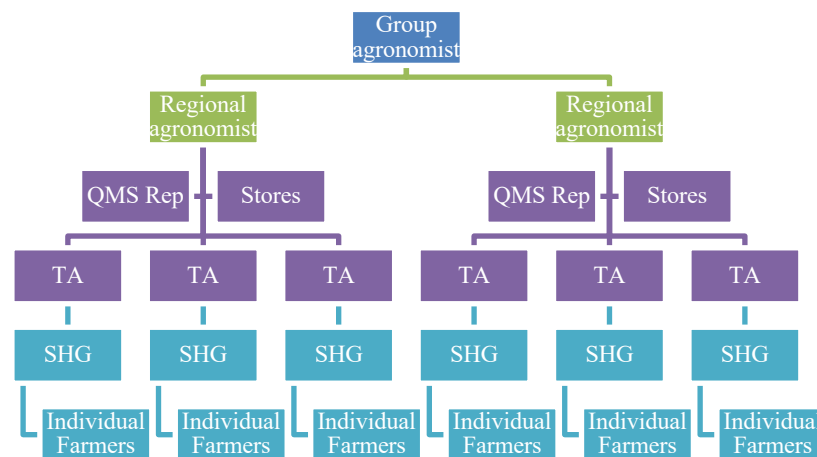 Group
agronomist
Regional
agronomist
Regional
agronomist
QMS Rep
Stores
QMS Rep
Stores
TA
TA
TA
TA
TA
TA
SHG
SHG
SHG
SHG
SHG
SHG
Individual
Farmers
Individual
Farmers
Individual
Farmers
Individual
Farmers
Individual
Farmers
Individual
Farmers